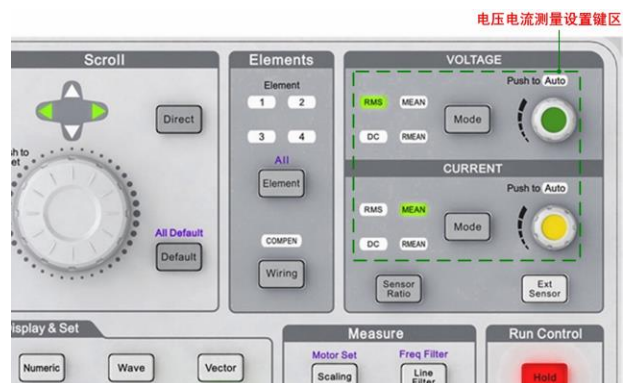 电压电流测量设置键区
Scroll
Elements
VOLTAGE
Element
1 2
3 4
All
Element
COMPEN
Wiring
Direct
All Default
Default
Push to Auto
RMS MEAN
DC RMEAN
Mode
CURRENT
Push to Auto
RMS MEAN
DC RMEAN
Mode
Sensor Ratio
Ext Sensor
Display & Set
Numeric
Wave
Vector
Measure
Motor Set
Scaling
Freq Filter
Line Filter
Run Control
Hold